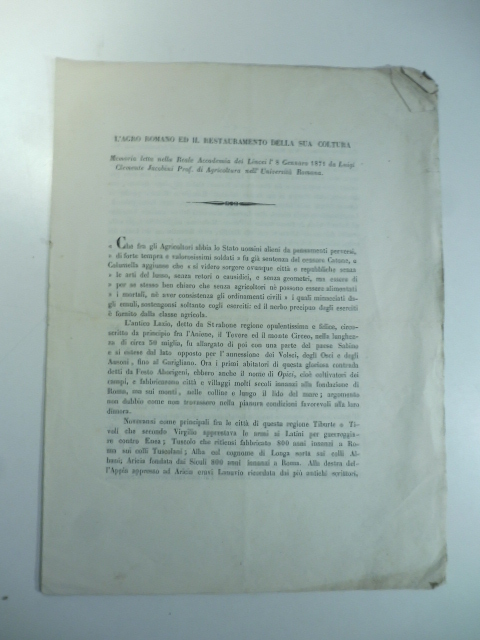 L'AGRO ROMANO ED IL RESTAURAMENTO DELLA SUA COLTURA
Memoria letta nella Reale Accademia dei Lincei l' 8 Gennaro 1871 da Luigi
Clemente Jacobini Prof. di Agricoltura nell' Università Romana.
« Che fra gli Agricoltori abbia lo Stato uomini alieni da pensamenti perversi,
« di forte tempra e valorosissimi soldati » fu già sentenza del censore Catone, a
Columella aggiunse che « si videro sorgere ovunque città e repubbliche senza
« le arti del lusso, senza retori o causidici, e senza geometri, ma essere di
« per se stesso ben chiaro che senza agricoltori nè possono essere alimentati
« i mortali, nè aver consistenza gli ordinamenti civili » i quali minacciati da-
gli emuli, sostengonsi soltanto cogli eserciti: ed il nerbo precipuo degli eserciti
è fornito dalla classe agricola.
L'antico Lazio, detto da Strabone regione opulentissima e felice, circo-
scritto da principio fra l'Aniene, il Tevere ed il monte Circeo, nella lunghez-
za di circa 50 miglia, fu allargato di poi con una parte del paese Sabino
e si estese dal lato opposto per l'annessione dei Volsci, degli Osci e degli
Ausoni, fino al Garigliano. Ora i primi abitatori di questa gloriosa contrada
detti da Festo Aborigeni, ebbero anche il nome di Opici, cioè cultivatori dei
campi, e fabbricarono città e villaggi molti secoli innanzi alla fondazione di
Roma, ma sui monti, nelle colline e lungo il lido del mare; argomento
non dubbio come non trovassero nella pianura condizioni favorevoli alla loro
dimora.
Noveransi come principali fra le città di questa regione Tiburte o Ti-
voli che secondo Virgilio apprestava le armi ai Latini per guerreggia-
re contro Enea; Tuscolo che ritiensi fabbricato 800 anni innanzi a Ro-
ma sui colli Tusculani; Alba col cognome di Longa sorta sui colli Al-
bani; Aricia fondata dai Siculi 800 anni innanzi a Roma. Alla destra del-
l'Appia appresso ad Aricia eravi Lanuvio ricordata dai più antichi scrittori,